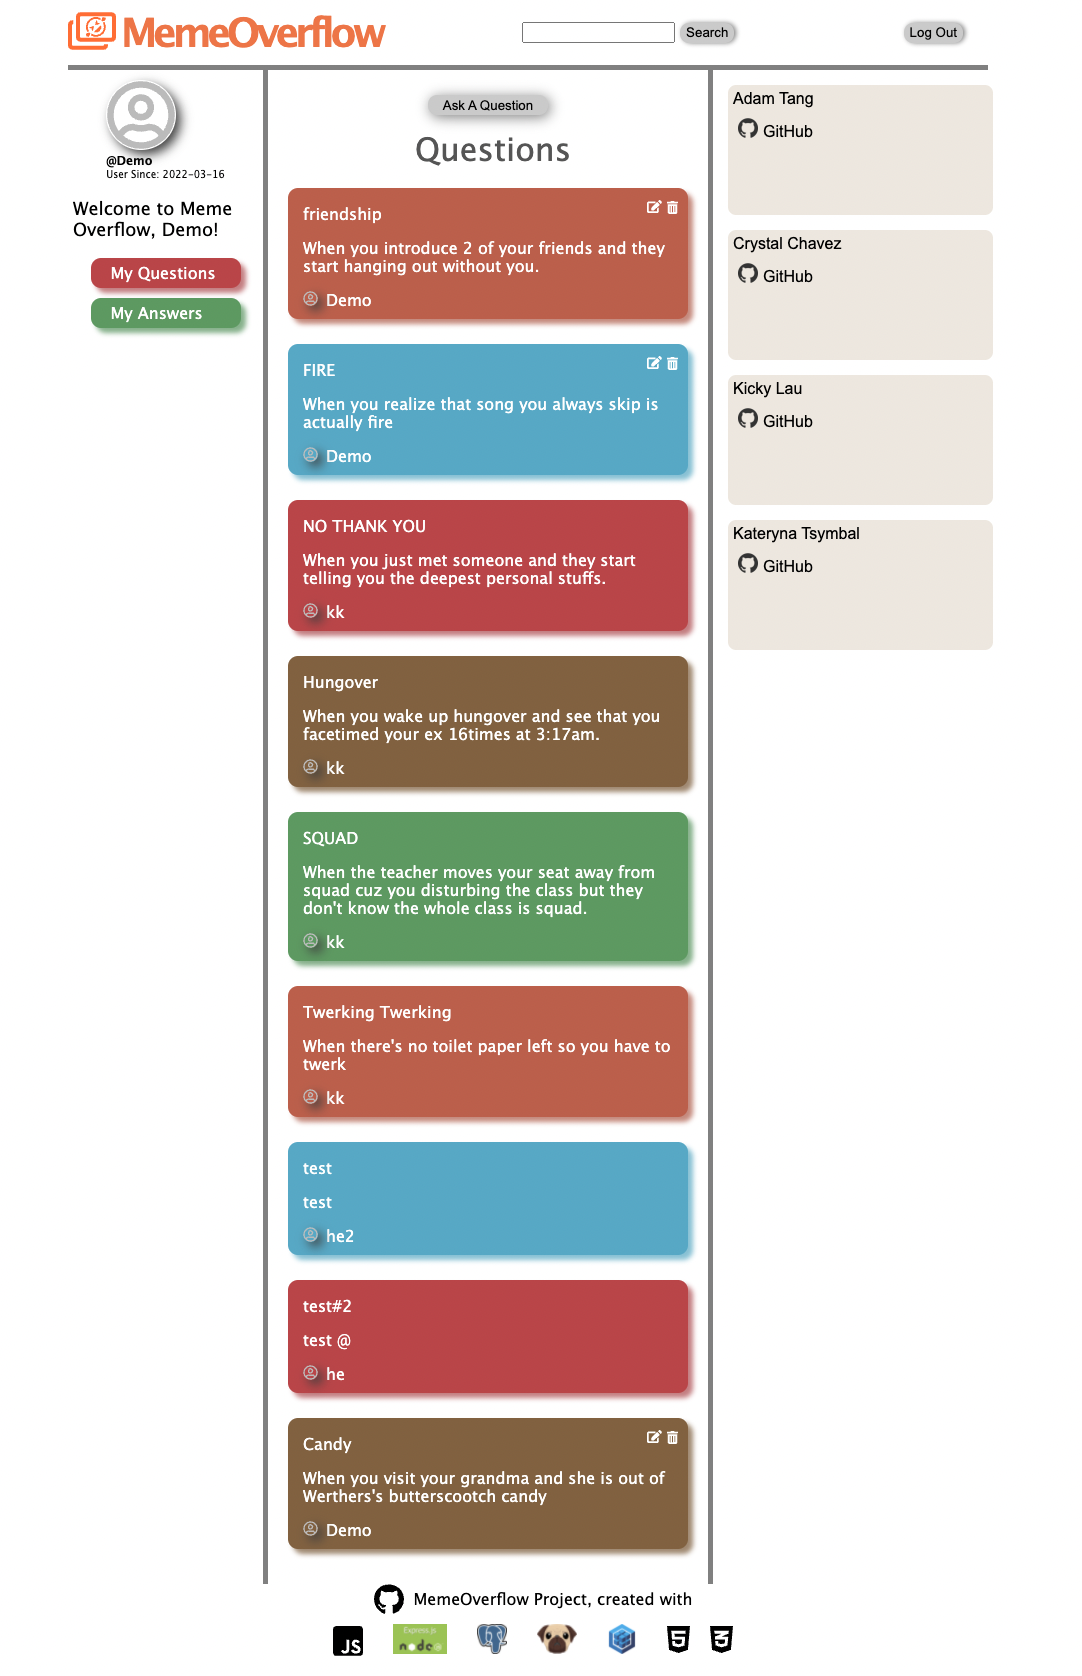 MemeOverflow
Search
Log Out
@Demo
User Since: 2022-03-16
Welcome to Meme
Overflow, Demo!
My Questions
My Answers
Ask A Question
Questions
friendship
When you introduce 2 of your friends and they
start hanging out without you.
Demo
FIRE
When you realize that song you always skip is
actually fire
Demo
NO THANK YOU
When you just met someone and they start
telling you the deepest personal stuffs.
kk
Hungover
When you wake up hungover and see that you
facetimed your ex 16times at 3:17am.
kk
SQUAD
When the teacher moves your seat away from
squad cuz you disturbing the class but they
don't know the whole class is squad.
kk
Twerking Twerking
When there's no toilet paper left so you have to
twerk
kk
test
test
he2
test#2
test @
he
Candy
When you visit your grandma and she is out of
Werthers's butterscootch candy
Demo
Adam Tang
GitHub
Crystal Chavez
GitHub
Kicky Lau
GitHub
Kateryna Tsymbal
GitHub
MemeOverflow Project, created with
JS
Express.js
node
5
3